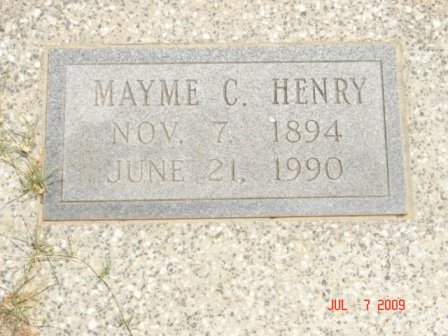 MAYME C. HENRY
NOV. 7, 1894
JUNE 21, 1990
JUL 7 2009